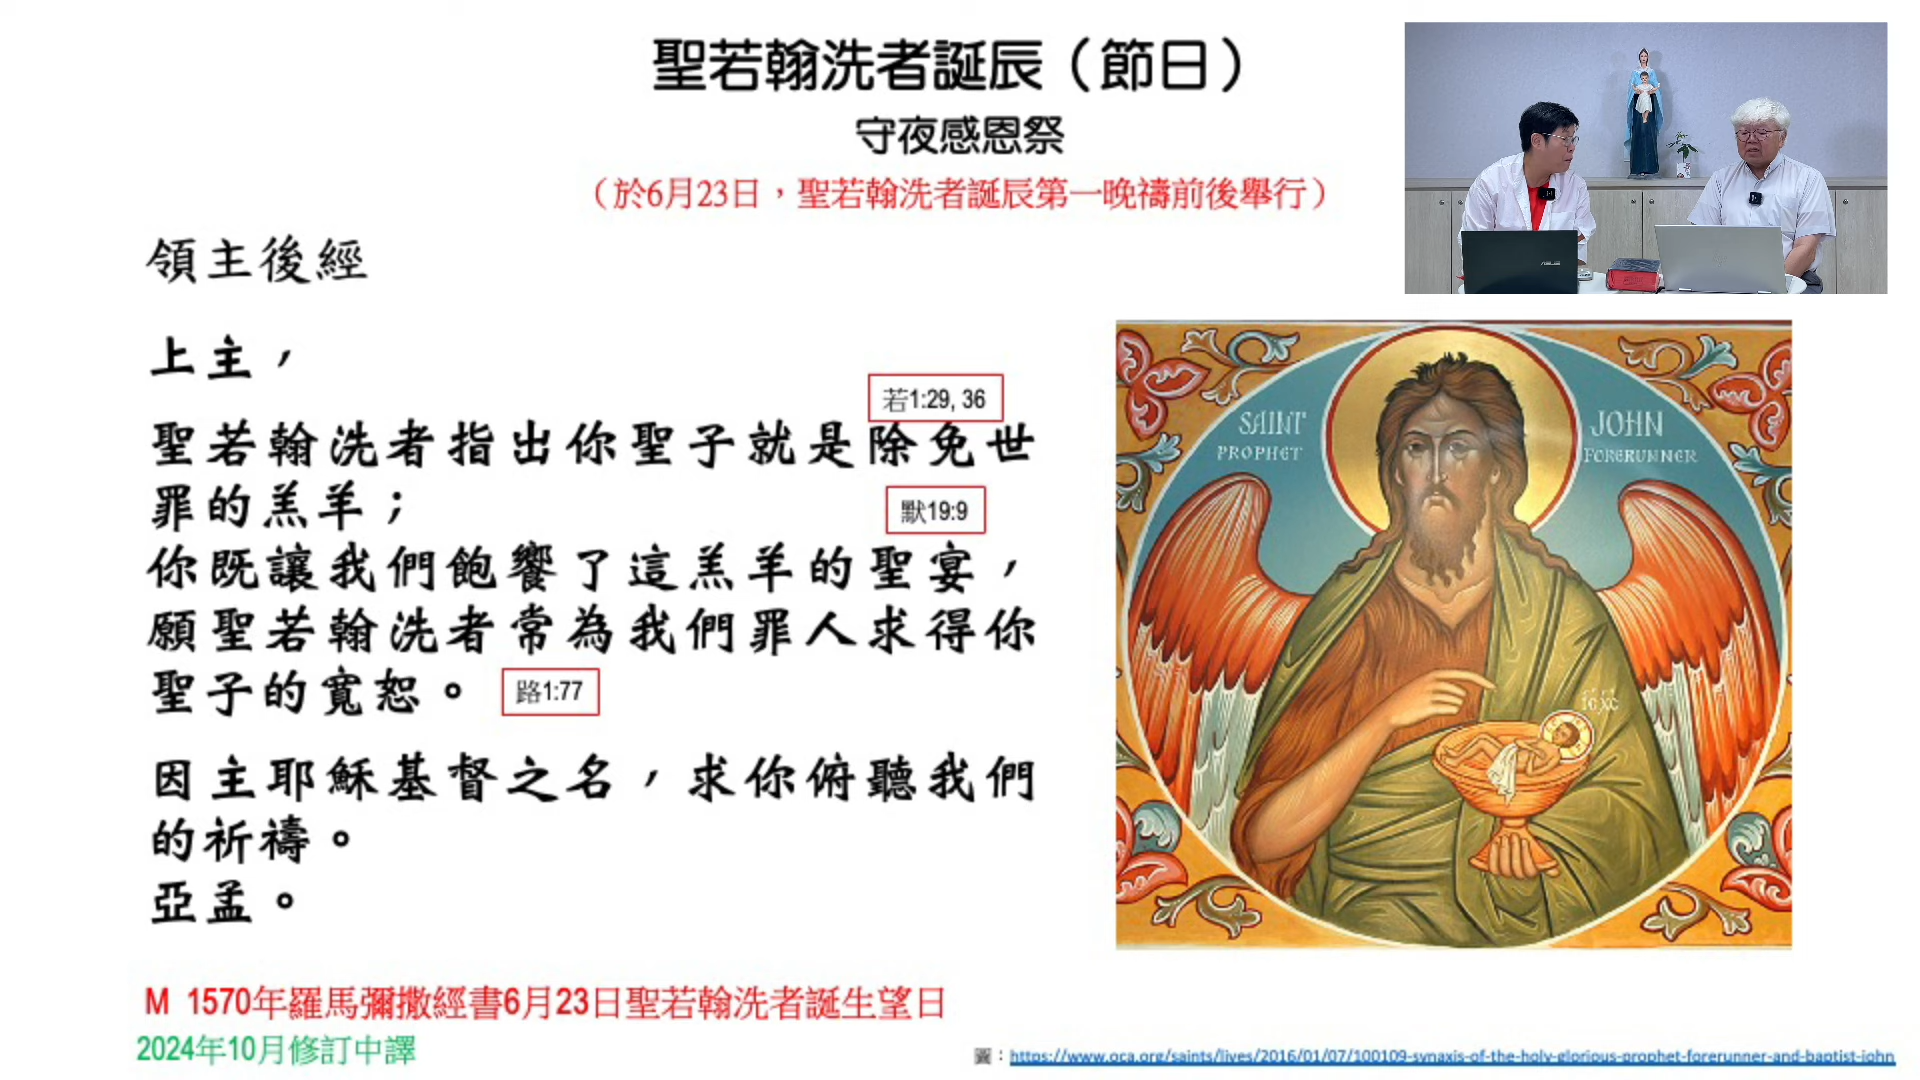 聖若翰洗者誕辰（節日）
守夜感恩祭
（於6月23日，聖若翰洗者誕辰第一晚禱前後舉行）
領主後經
上主，
若1:29, 36
聖若翰洗者指出你聖子就是除免世
罪的羔羊；
默19:9
你既讓我們飽饗了這羔羊的聖宴，
願聖若翰洗者常為我們罪人求得你
聖子的寬恕。
路1:77
因主耶穌基督之名，求你俯聽我們
的祈禱。
亞孟。
SAINT
PROPHET
JOHN
FORERUNNER
IC XC
M 1570年羅馬彌撒經書6月23日聖若翰洗者誕生望日
2024年10月修訂中譯
圖：https://www.oca.org/saints/lives/2016/01/07/100109-synaxis-of-the-holy-glorious-prophet-forerunner-and-baptist-john
ASUS